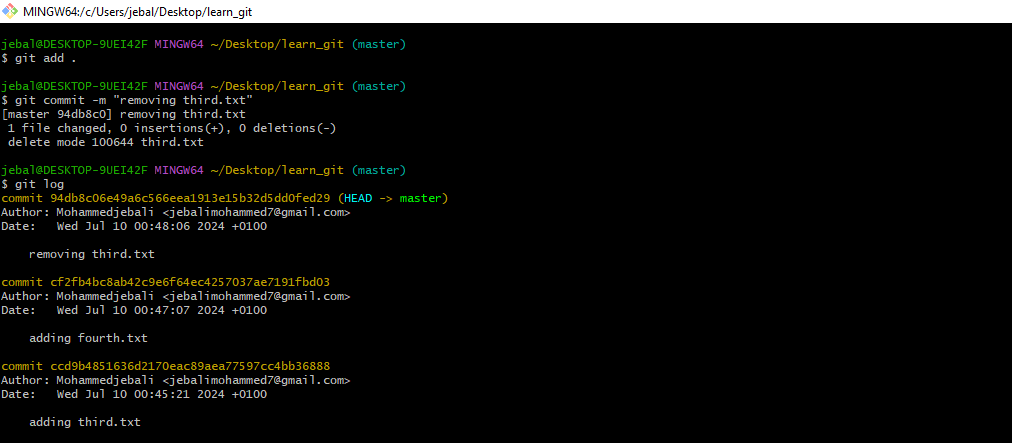 MINGW64:/c/Users/jebal/Desktop/learn_git
jebal@DESKTOP-9UEI42F MINGW64 ~/Desktop/learn_git (master)
$ git add .
jebal@DESKTOP-9UEI42F MINGW64 ~/Desktop/learn_git (master)
$ git commit -m "removing third.txt"
[master 94db8c0] removing third.txt
 1 file changed, 0 insertions(+), 0 deletions(-)
 delete mode 100644 third.txt
jebal@DESKTOP-9UEI42F MINGW64 ~/Desktop/learn_git (master)
$ git log
commit 94db8c06e49a6c566eea1913e15b32d5dd0fed29 (HEAD -> master)
Author: Mohammedjebali <jebalimohammed7@gmail.com>
Date:   Wed Jul 10 00:48:06 2024 +0100
    removing third.txt
commit cf2fb4bc8ab42c9e6f64ec4257037ae7191fbd03
Author: Mohammedjebali <jebalimohammed7@gmail.com>
Date:   Wed Jul 10 00:47:07 2024 +0100
    adding fourth.txt
commit ccd9b4851636d2170eac89aea77597cc4bb36888
Author: Mohammedjebali <jebalimohammed7@gmail.com>
Date:   Wed Jul 10 00:45:21 2024 +0100
    adding third.txt